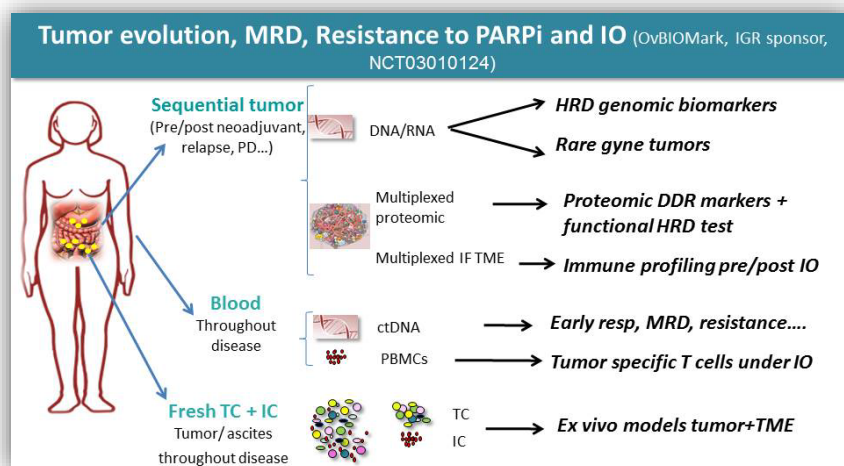 Tumor evolution, MRD, Resistance to PARPi and IO (OvBIOMark, IGR sponsor,
NCT03010124)
Sequential tumor
(Pre/post neoadjuvant,
relapse, PD...)
DNA/RNA
HRD genomic biomarkers
Rare gyne tumors
Multiplexed
proteomic
Proteomic DDR markers +
functional HRD test
Multiplexed IF TME
Immune profiling pre/post IO
Blood
Throughout
disease
ctDNA
Early resp, MRD, resistance....
PBMCs
Tumor specific T cells under IO
Fresh TC + IC
Tumor/ ascites
throughout disease
TC
IC
Ex vivo models tumor+TME